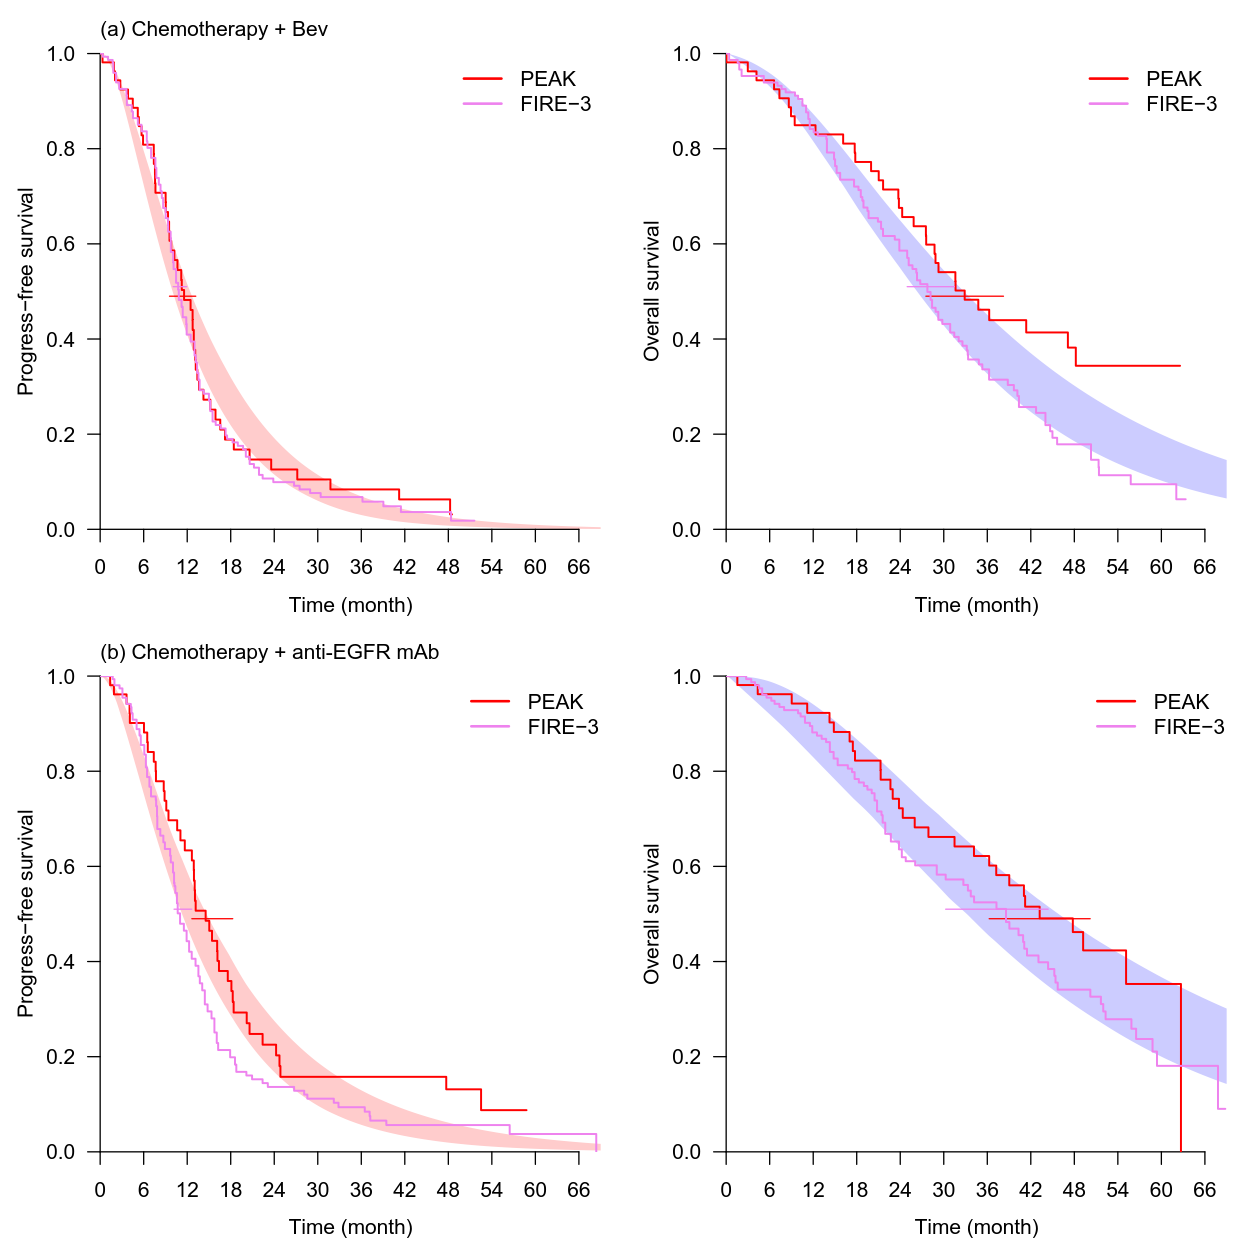 (a) Chemotherapy + Bev
Progress−free survival
1.0
0.8
0.6
0.4
0.2
0.0
PEAK
FIRE−3
0 6 12 18 24 30 36 42 48 54 60 66
Time (month)
Overall survival
1.0
0.8
0.6
0.4
0.2
0.0
PEAK
FIRE−3
0 6 12 18 24 30 36 42 48 54 60 66
Time (month)
(b) Chemotherapy + anti-EGFR mAb
Progress−free survival
1.0
0.8
0.6
0.4
0.2
0.0
PEAK
FIRE−3
0 6 12 18 24 30 36 42 48 54 60 66
Time (month)
Overall survival
1.0
0.8
0.6
0.4
0.2
0.0
PEAK
FIRE−3
0 6 12 18 24 30 36 42 48 54 60 66
Time (month)